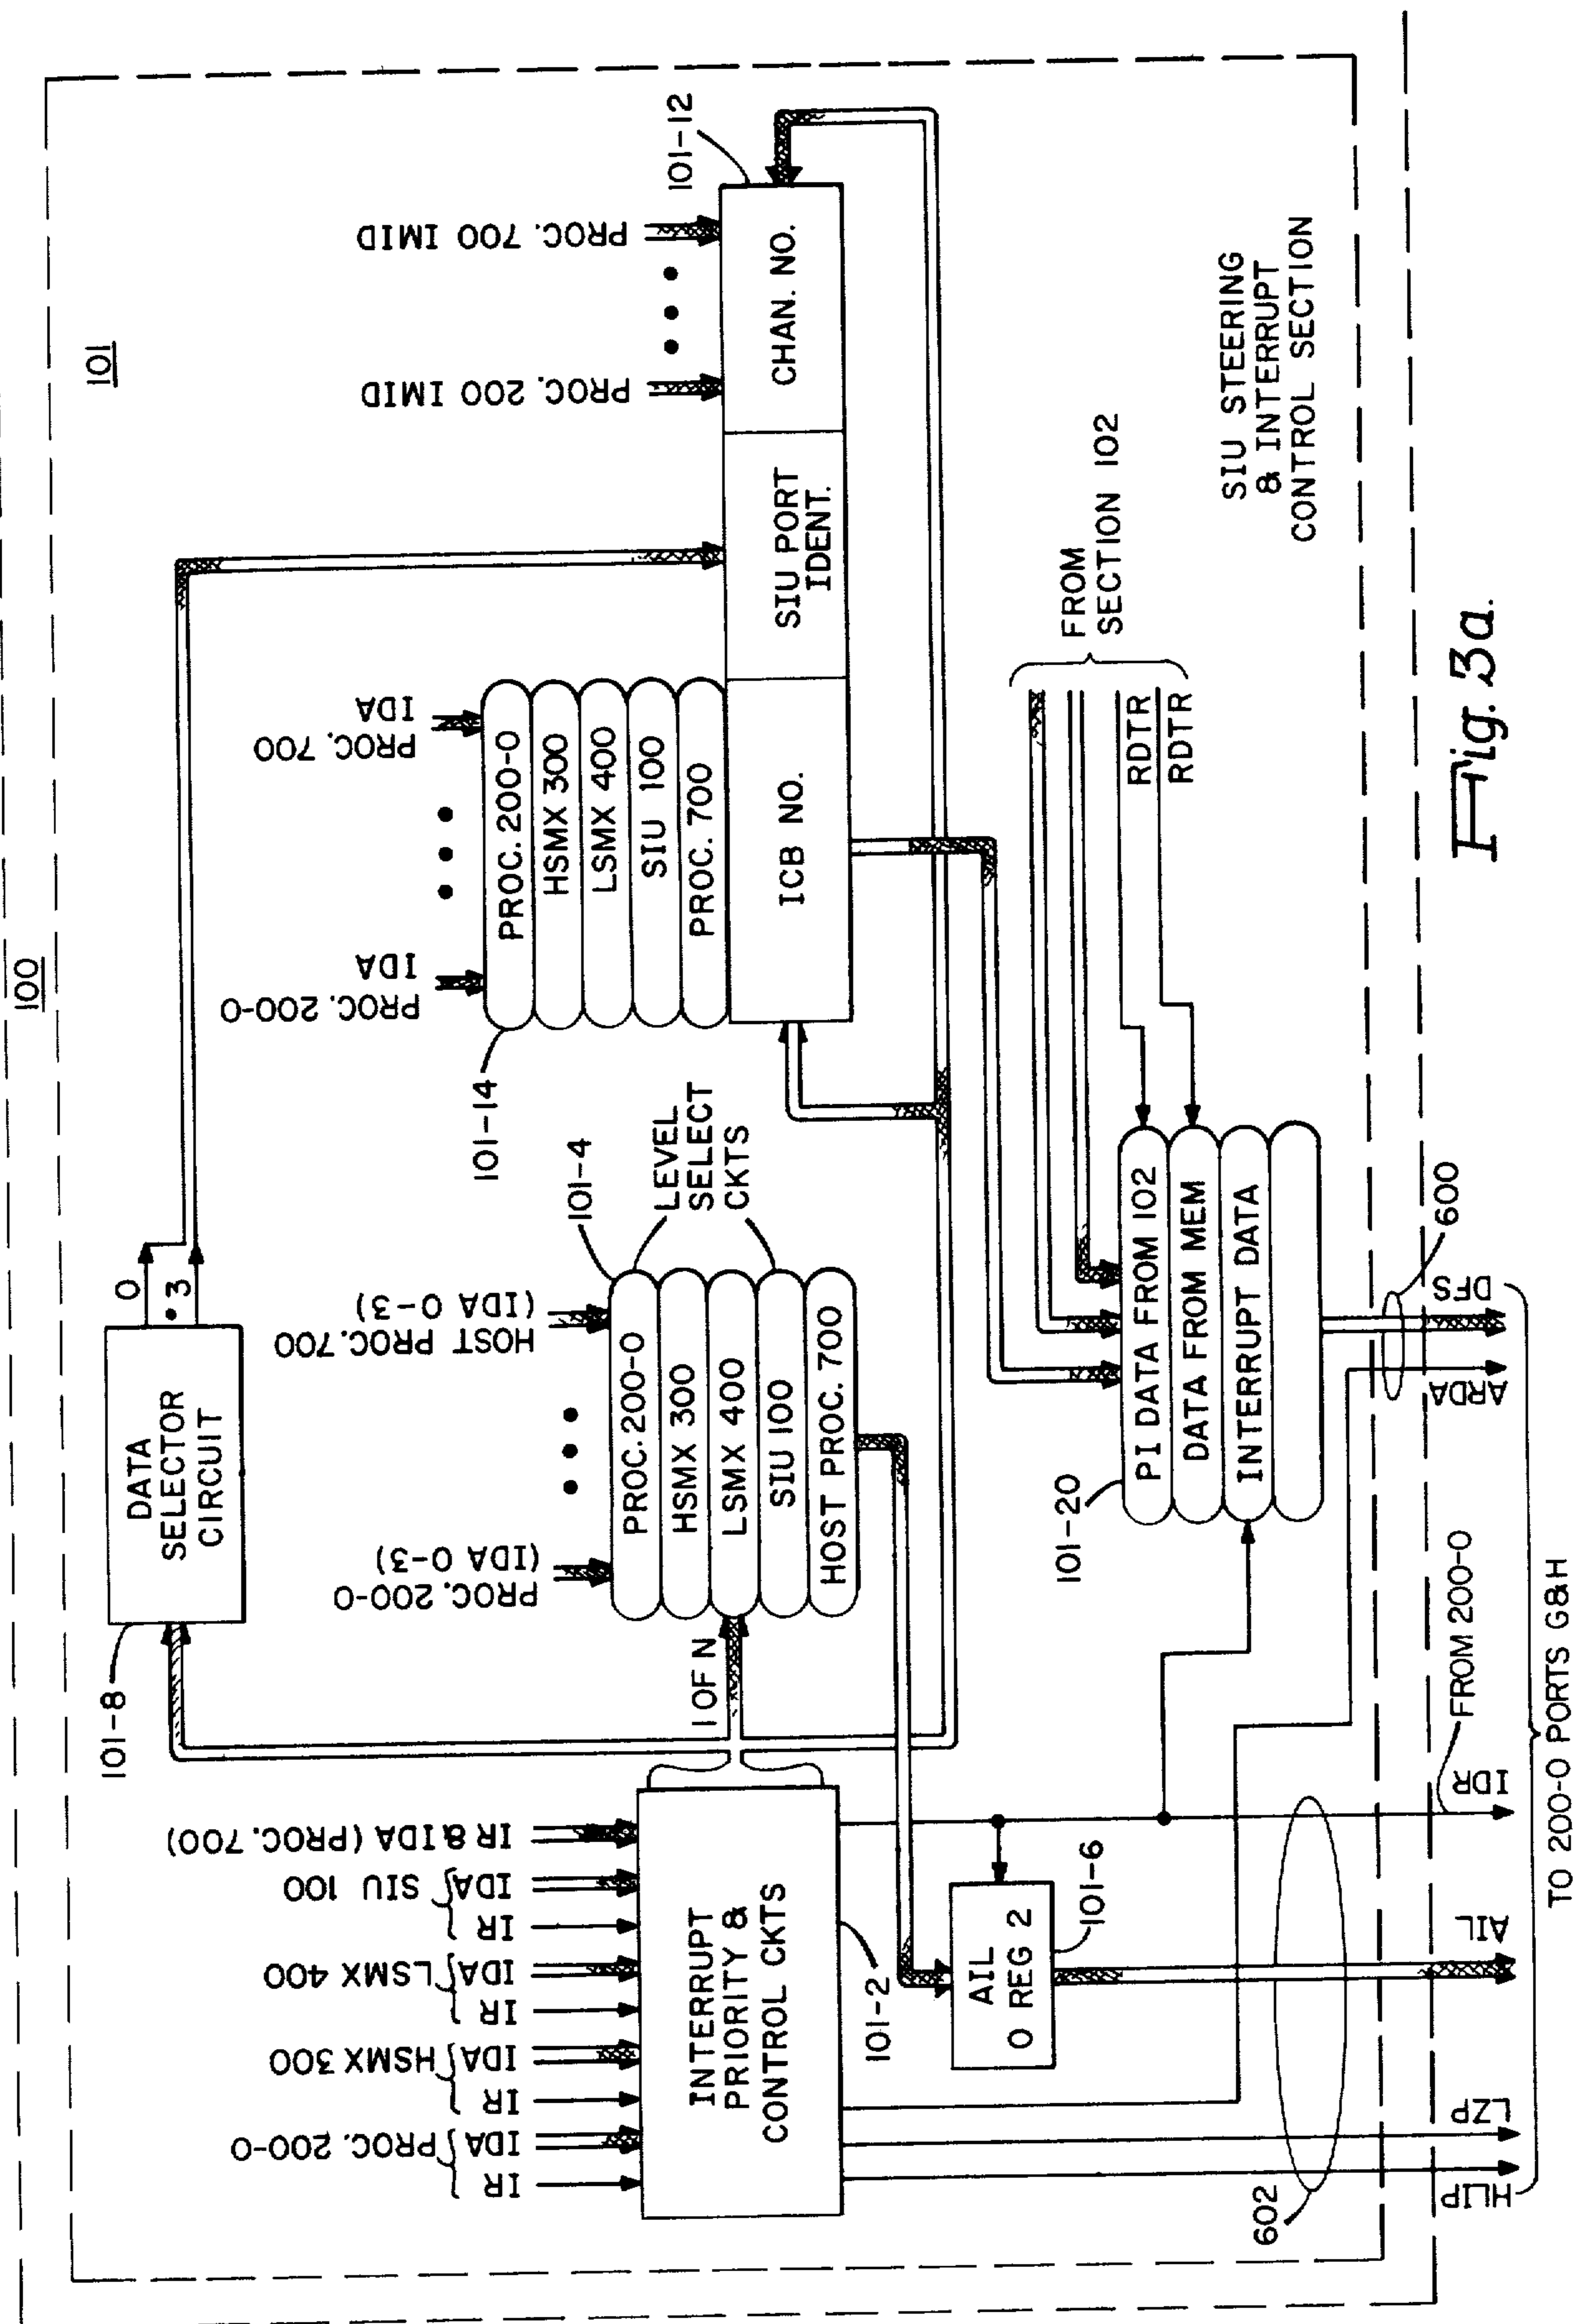 100
101
101-8
DATA
SELECTOR
CIRCUIT
0
• 3
IR & IDA (PROC. 700)
IDA
IR
SIU 100
IDA
IR
LSMX 400
IDA
IR
HSMX 300
IDA
IR
PROC. 200-0
INTERRUPT
PRIORITY &
CONTROL CKTS
101-2
1 OF N
PROC. 200-0
(IDA 0-3)
HOST PROC. 700
(IDA 0-3)
101-4
LEVEL
SELECT
CKTS
PROC. 200-0
HSMX 300
LSMX 400
SIU 100
HOST PROC. 700
AIL
0 REG 2
101-6
PROC. 200-0
IDA
PROC. 700
IDA
101-14
PROC. 200-0
HSMX 300
LSMX 400
SIU 100
PROC. 700
ICB NO.
SIU PORT
IDENT.
CHAN. NO.
101-12
PROC. 200 IMID
PROC. 700 IMID
FROM
SECTION 102
RDTR
RDTR
101-20
PI DATA FROM 102
DATA FROM MEM
INTERRUPT DATA
SIU STEERING
& INTERRUPT
CONTROL SECTION
602
600
FROM 200-0
HLIP
LZP
AIL
IDR
ARDA
DFS
TO 200-0 PORTS G&H
Fig. 3a.